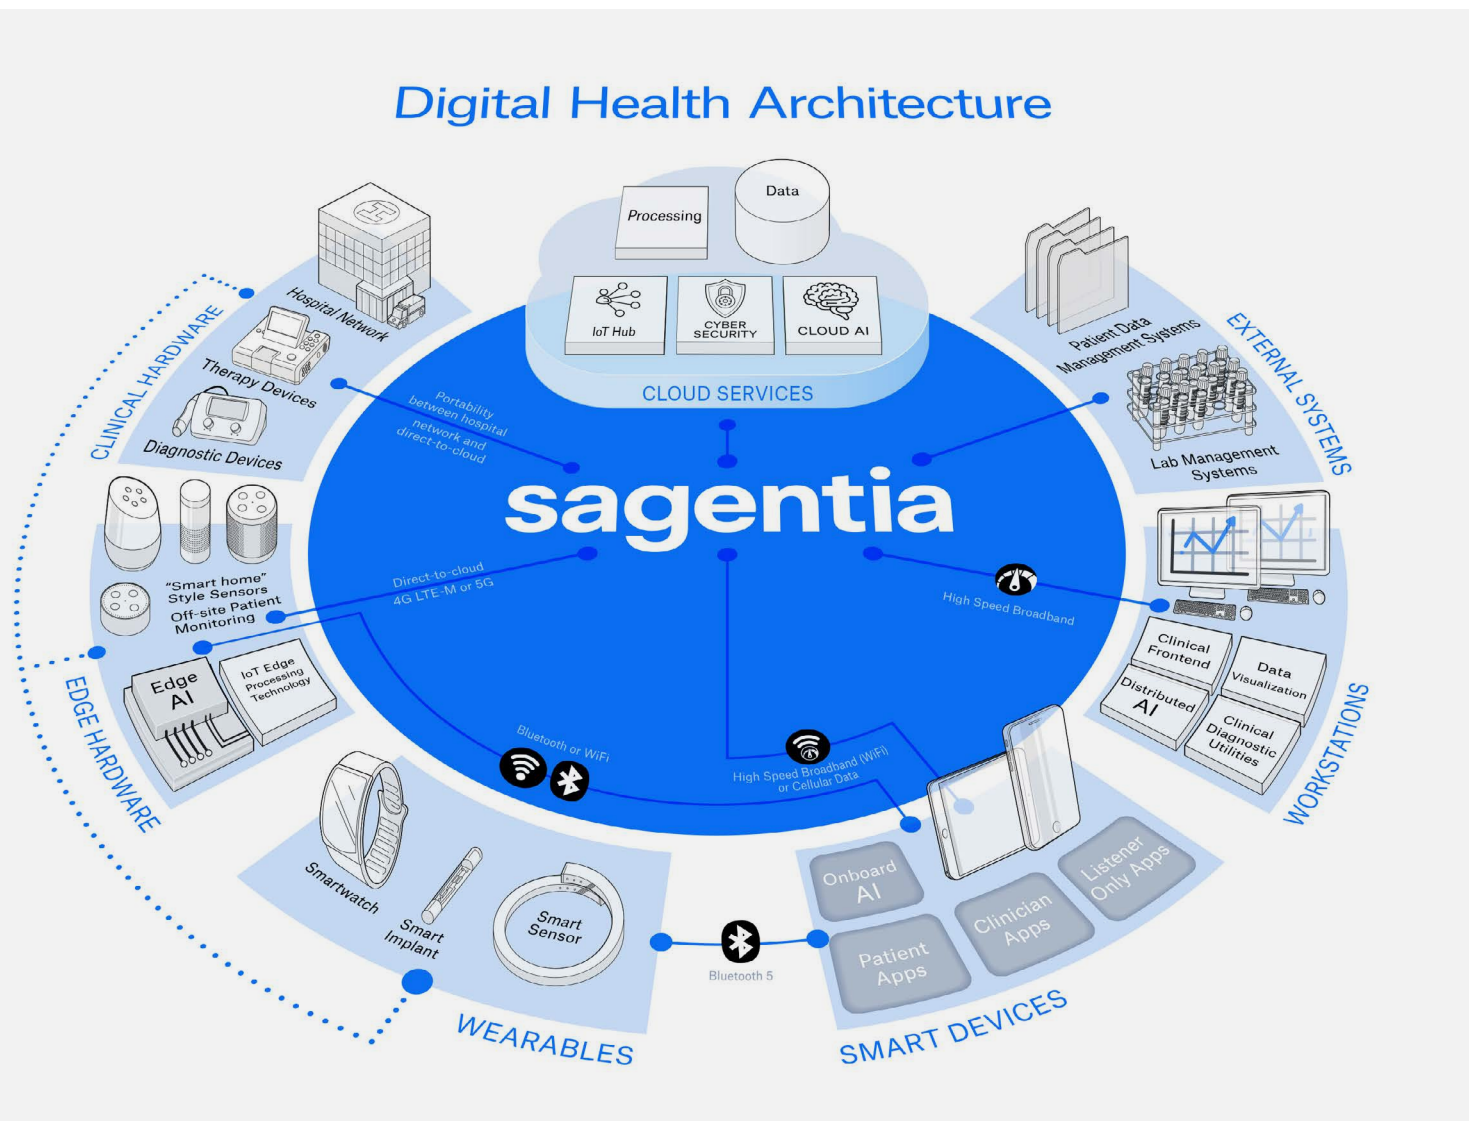 Digital Health Architecture
Processing
Data
IoT Hub
CYBER
SECURITY
CLOUD AI
CLOUD SERVICES
CLINICAL HARDWARE
Hospital Network
Therapy Devices
Diagnostic Devices
Portability
between hospital
network and
direct-to-cloud
Patient Data
Management Systems
Lab Management
Systems
EXTERNAL SYSTEMS
sagentia
"Smart home"
Style Sensors
Off-site Patient
Monitoring
Direct-to-cloud
4G LTE-M or 5G
High Speed Broadband
Edge
AI
IoT Edge
Processing
Technology
EDGE HARDWARE
Clinical
Frontend
Data
Visualization
Distributed
AI
Clinical
Diagnostic
Utilities
WORKSTATIONS
Bluetooth or WiFi
High Speed Broadband (WiFi)
or Cellular Data
Smartwatch
Smart
Implant
Smart
Sensor
WEARABLES
Bluetooth 5
Onboard
AI
Patient
Apps
Clinician
Apps
Listener
Only Apps
SMART DEVICES